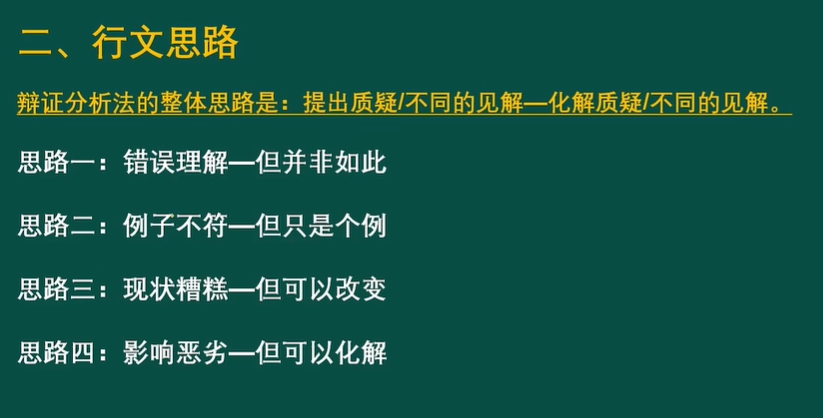 二、行文思路
辩证分析法的整体思路是：提出质疑/不同的见解—化解质疑/不同的见解。
思路一：错误理解—但并非如此
思路二：例子不符—但只是个例
思路三：现状糟糕—但可以改变
思路四：影响恶劣—但可以化解